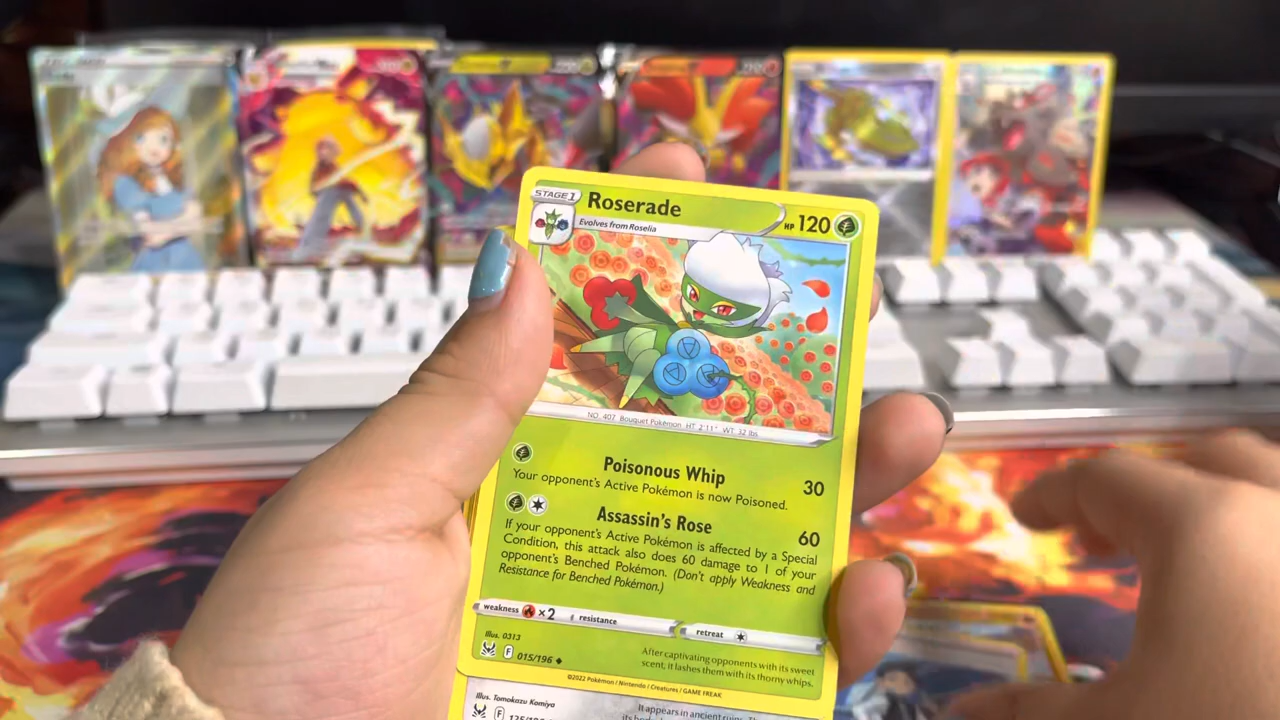 STAGE 1
Roserade
HP 120
Evolves from Roselia
NO. 407 Bouquet Pokémon HT 2'11" WT 32 lbs
Poisonous Whip 30
Your opponent's Active Pokémon is now Poisoned.
Assassin's Rose 60
If your opponent's Active Pokémon is affected by a Special
Condition, this attack also does 60 damage to 1 of your
opponent's Benched Pokémon. (Don't apply Weakness and
Resistance for Benched Pokémon.)
weakness ×2 resistance retreat
Illus. 0313
F 015/196
After captivating opponents with its sweet
scent, it lashes them with its thorny whips.
©2022 Pokémon / Nintendo / Creatures / GAME FREAK
Illus. Tomokazu Komiya
It appears in ancient
F